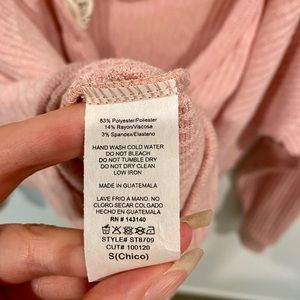 83% Polyester/Poliester
14% Rayon/Viscosa
3% Spandex/Elastano
HAND WASH COLD WATER
DO NOT BLEACH
DO NOT TUMBLE DRY
DO NOT DRY CLEAN
LOW IRON
MADE IN GUATEMALA
LAVE FRIO A MANO. NO
CLORO SECAR COLGADO
HECHO EN GUATEMALA
RN # 143140
STYLE# ST8709
CUT# 100120
S(Chico)